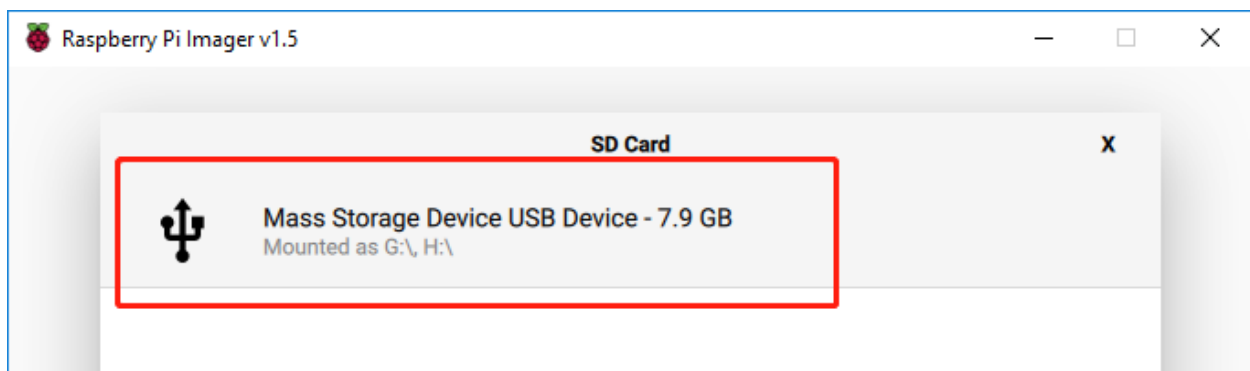 Raspberry Pi Imager v1.5
SD Card
X
Mass Storage Device USB Device - 7.9 GB
Mounted as G:\, H:\